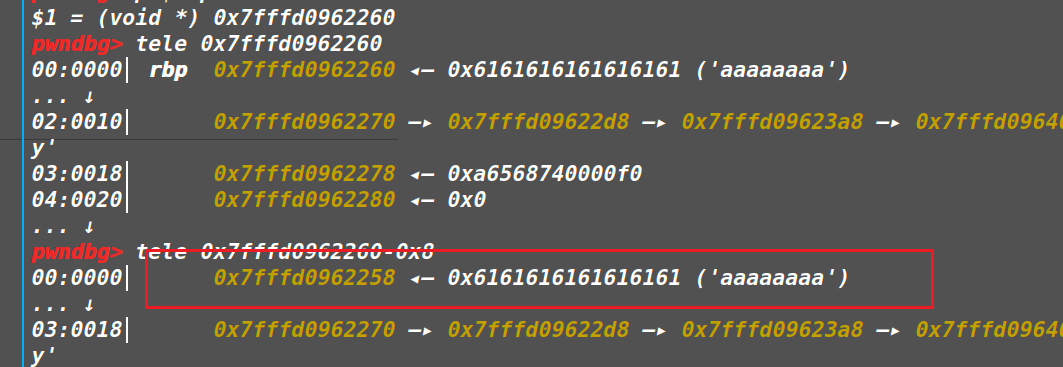 $1 = (void *) 0x7fffd0962260
pwndbg> tele 0x7fffd0962260
00:0000│ rbp 0x7fffd0962260 ◂— 0x6161616161616161 ('aaaaaaaa')
... ↓
02:0010│ 0x7fffd0962270 —▸ 0x7fffd09622d8 —▸ 0x7fffd09623a8 —▸ 0x7fffd0964
y'
03:0018│ 0x7fffd0962278 ◂— 0xa6568740000f0
04:0020│ 0x7fffd0962280 ◂— 0x0
... ↓
pwndbg> tele 0x7fffd0962260-0x8
00:0000│ 0x7fffd0962258 ◂— 0x6161616161616161 ('aaaaaaaa')
... ↓
03:0018│ 0x7fffd0962270 —▸ 0x7fffd09622d8 —▸ 0x7fffd09623a8 —▸ 0x7fffd0964
y'